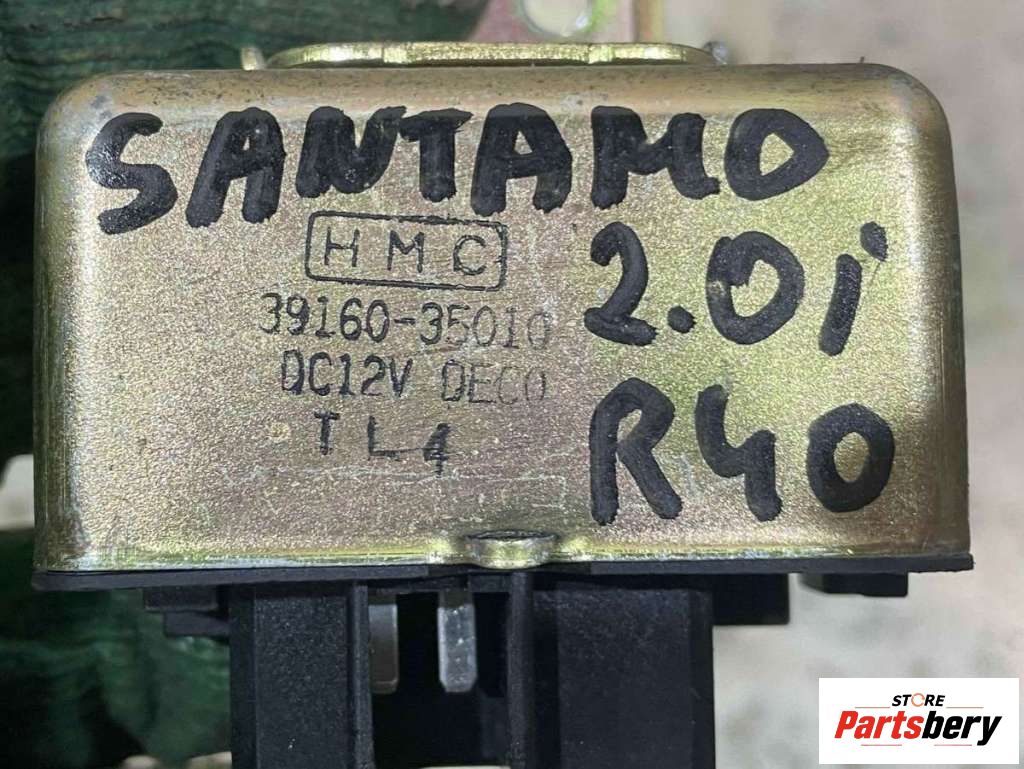 SANTAMO
HMC
2.0i
39160-35010
DC12V DECO
R40
TL4
STORE
Partsbery